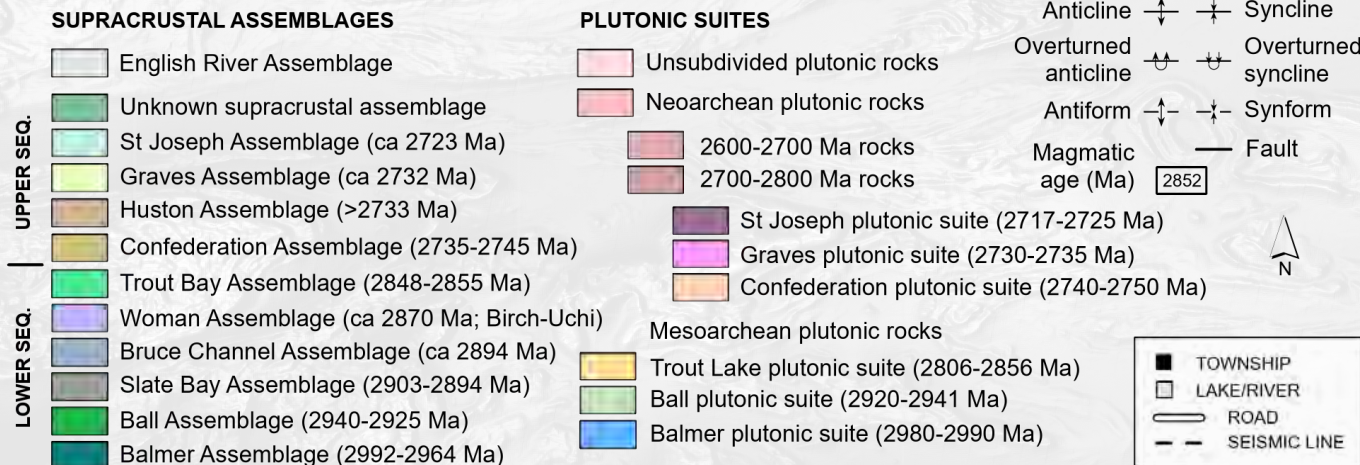 SUPRACRUSTAL ASSEMBLAGES
English River Assemblage
UPPER SEQ.
Unknown supracrustal assemblage
St Joseph Assemblage (ca 2723 Ma)
Graves Assemblage (ca 2732 Ma)
Huston Assemblage (>2733 Ma)
Confederation Assemblage (2735-2745 Ma)
LOWER SEQ.
Trout Bay Assemblage (2848-2855 Ma)
Woman Assemblage (ca 2870 Ma; Birch-Uchi)
Bruce Channel Assemblage (ca 2894 Ma)
Slate Bay Assemblage (2903-2894 Ma)
Ball Assemblage (2940-2925 Ma)
Balmer Assemblage (2992-2964 Ma)
PLUTONIC SUITES
Unsubdivided plutonic rocks
Neoarchean plutonic rocks
2600-2700 Ma rocks
2700-2800 Ma rocks
St Joseph plutonic suite (2717-2725 Ma)
Graves plutonic suite (2730-2735 Ma)
Confederation plutonic suite (2740-2750 Ma)
Mesoarchean plutonic rocks
Trout Lake plutonic suite (2806-2856 Ma)
Ball plutonic suite (2920-2941 Ma)
Balmer plutonic suite (2980-2990 Ma)
Anticline
Syncline
Overturned
anticline
Overturned
syncline
Antiform
Synform
Fault
Magmatic
age (Ma)
2852
N
TOWNSHIP
LAKE/RIVER
ROAD
SEISMIC LINE